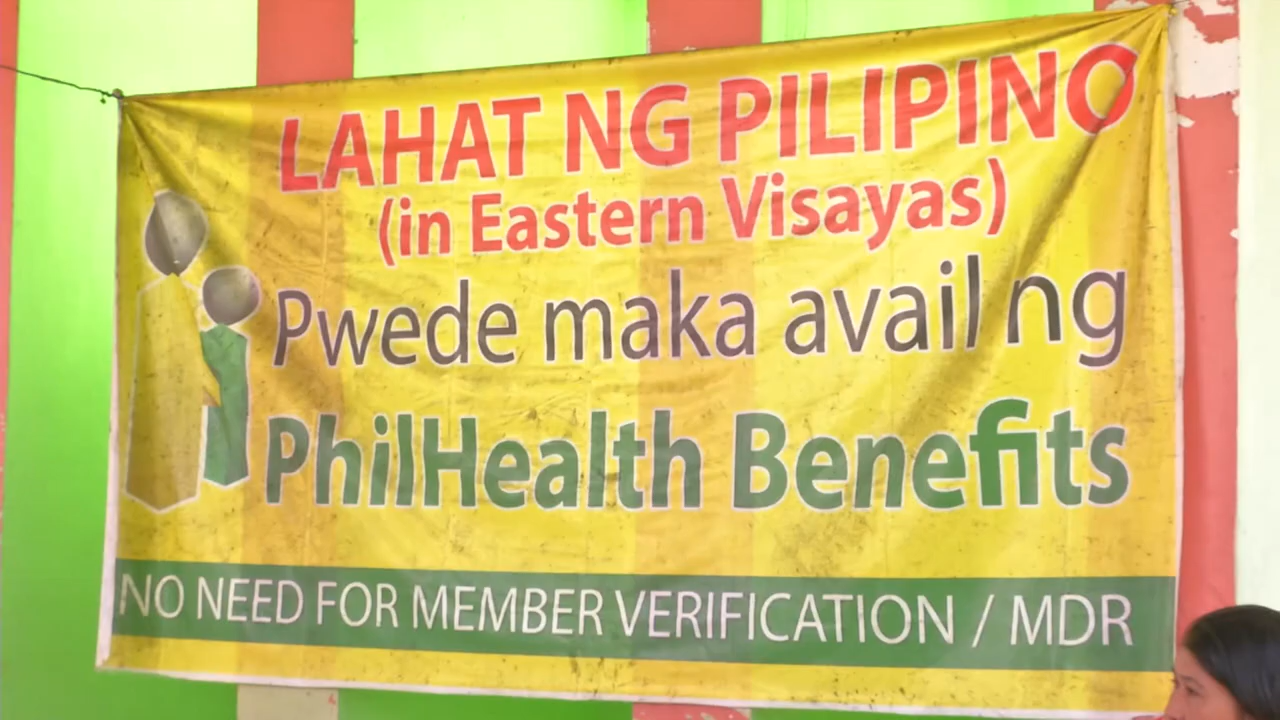 LAHAT NG PILIPINO
(in Eastern Visayas)
Pwede maka avail ng
PhilHealth Benefits
NO NEED FOR MEMBER VERIFICATION / MDR